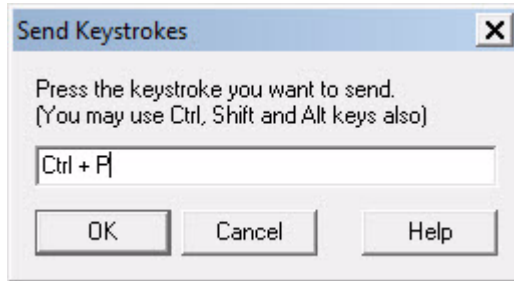 Send Keystrokes
Press the keystroke you want to send.
(You may use Ctrl, Shift and Alt keys also)
Ctrl + P
OK Cancel Help